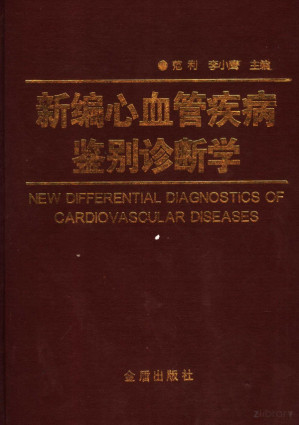 范利 李小鹰 主编
新编心血管疾病
鉴别诊断学
NEW DIFFERENTIAL DIAGNOSTICS OF
CARDIOVASCULAR DISEASES
金盾出版社
zlibrary